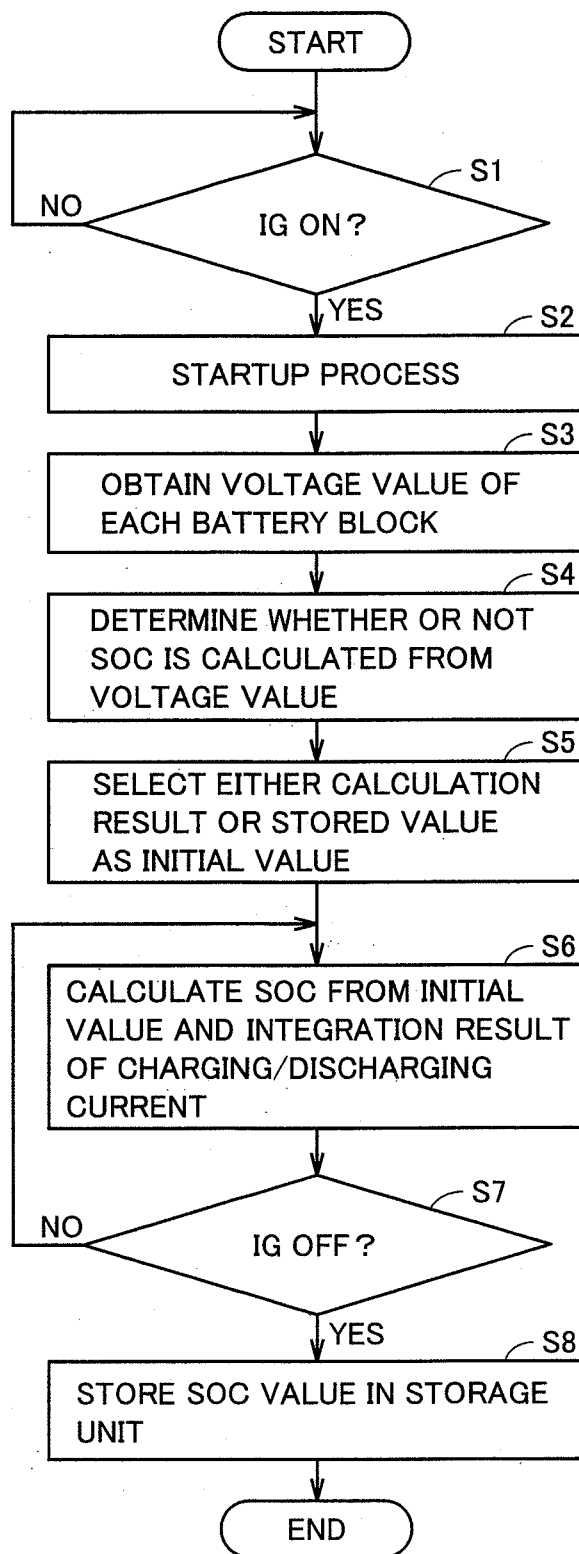 START
S1
NO
IG ON?
YES
S2
STARTUP PROCESS
S3
OBTAIN VOLTAGE VALUE OF
EACH BATTERY BLOCK
S4
DETERMINE WHETHER OR NOT
SOC IS CALCULATED FROM
VOLTAGE VALUE
S5
SELECT EITHER CALCULATION
RESULT OR STORED VALUE
AS INITIAL VALUE
S6
CALCULATE SOC FROM INITIAL
VALUE AND INTEGRATION RESULT
OF CHARGING/DISCHARGING
CURRENT
S7
NO
IG OFF?
YES
S8
STORE SOC VALUE IN STORAGE
UNIT
END